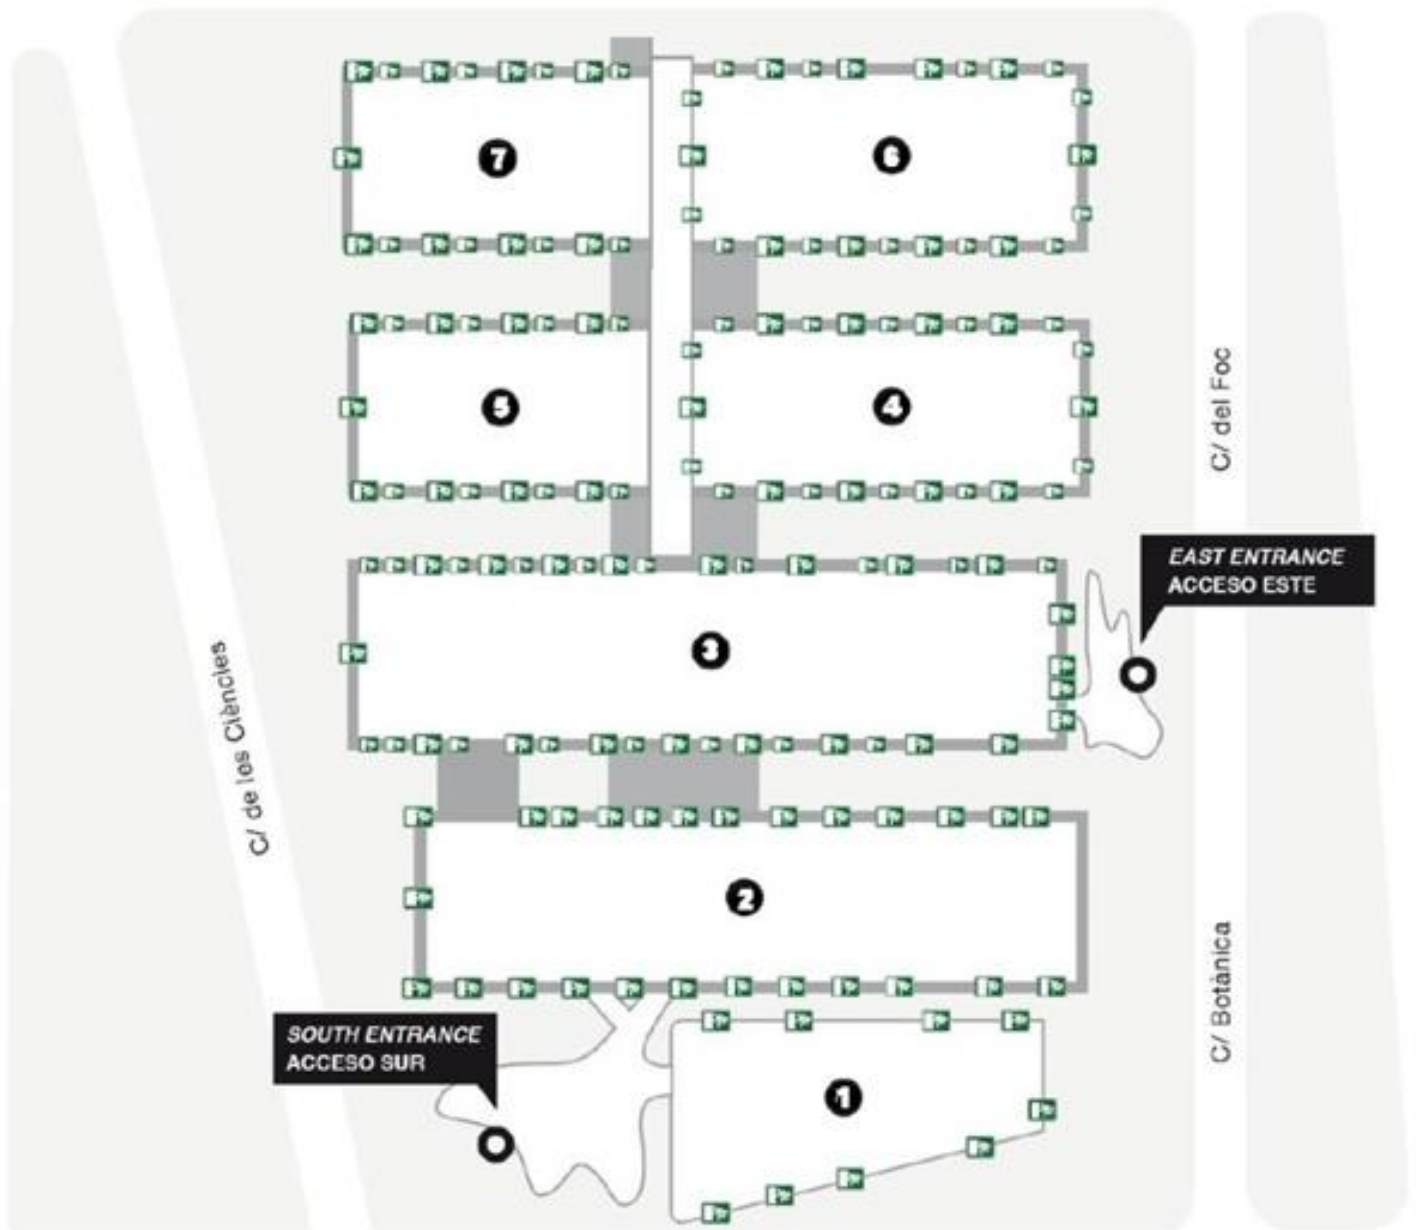 7
6
5
4
C/ del Foc
EAST ENTRANCE
ACCESO ESTE
3
C/ de les Ciències
2
C/ Botànica
SOUTH ENTRANCE
ACCESO SUR
1